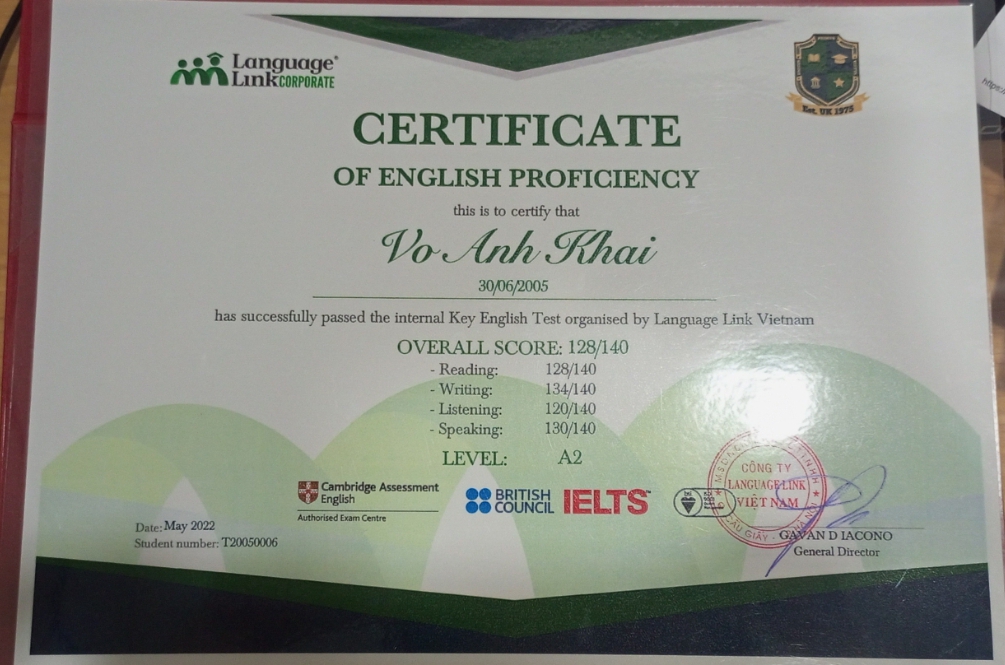 Language
Link CORPORATE
Est. UK 1975
CERTIFICATE
OF ENGLISH PROFICIENCY
this is to certify that
Vo Anh Khai
30/06/2005
has successfully passed the internal Key English Test organised by Language Link Vietnam
OVERALL SCORE: 128/140
- Reading: 128/140
- Writing: 134/140
- Listening: 120/140
- Speaking: 130/140
LEVEL: A2
Cambridge Assessment
English
Authorised Exam Centre
BRITISH
COUNCIL
IELTS™
CÔNG TY
LANGUAGE LINK
VIỆT NAM
Date: May 2022
Student number: T20050006
GAVAN D IACONO
General Director